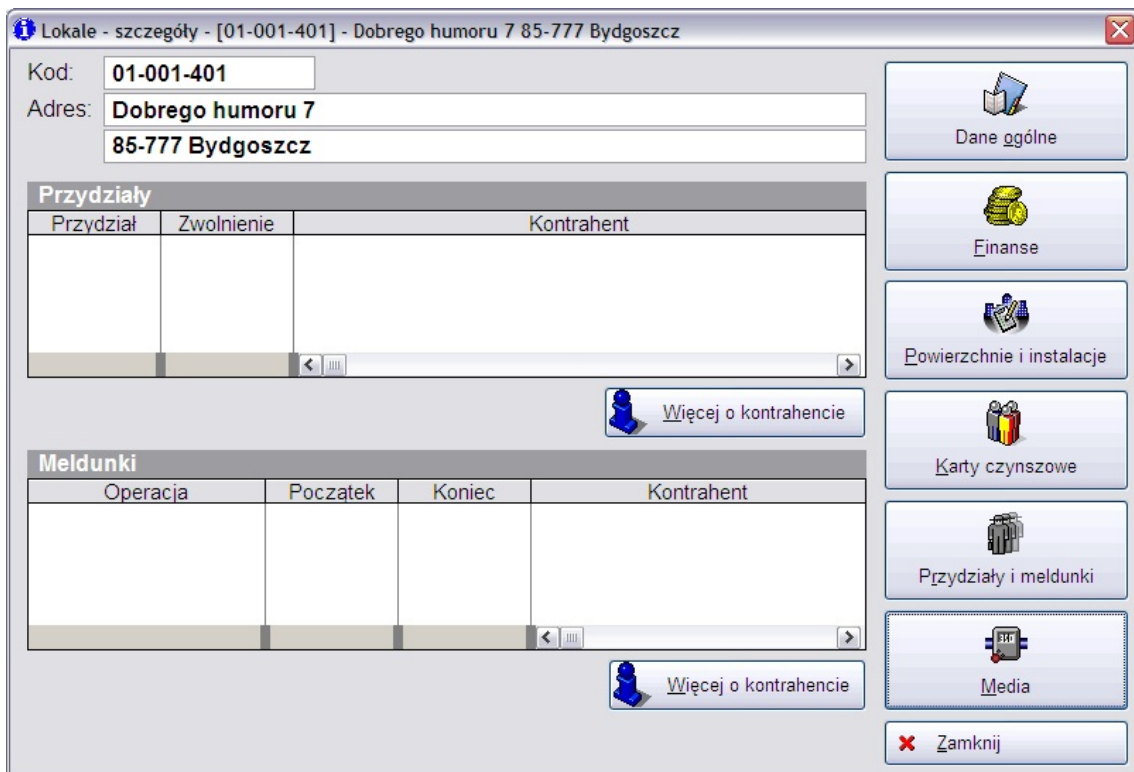 Lokale - szczegóły - [01-001-401] - Dobrego humoru 7 85-777 Bydgoszcz
Kod: 01-001-401
Adres: Dobrego humoru 7
85-777 Bydgoszcz
Przydziały
Przydział Zwolnienie Kontrahent
Więcej o kontrahencie
Meldunki
Operacja Początek Koniec Kontrahent
Więcej o kontrahencie
Dane ogólne
Finanse
Powierzchnie i instalacje
Karty czynszowe
Przydziały i meldunki
Media
Zamknij